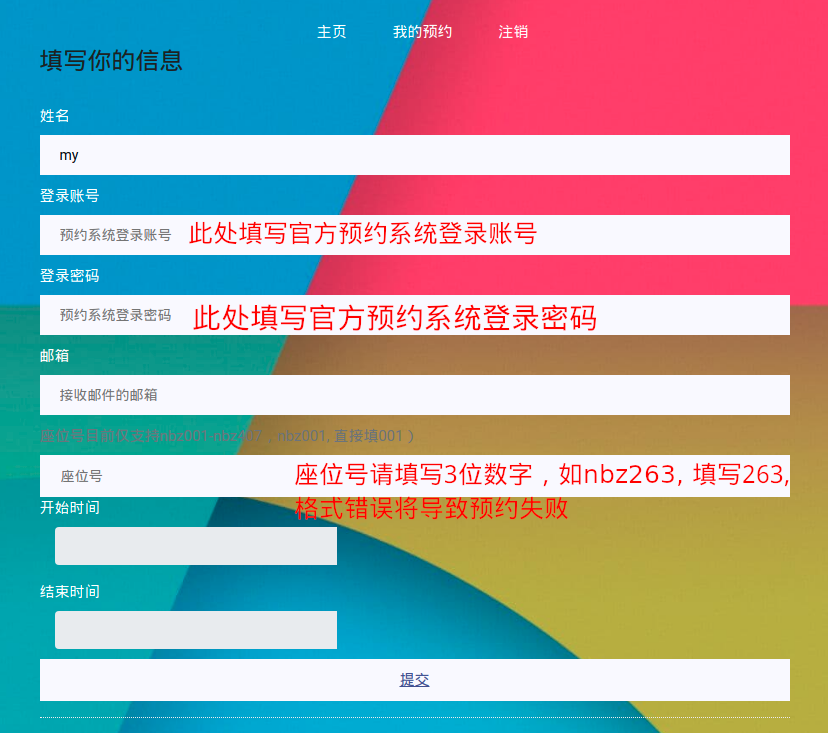 主页 我的预约 注销
填写你的信息
姓名
my
登录账号
预约系统登录账号 此处填写官方预约系统登录账号
登录密码
预约系统登录密码 此处填写官方预约系统登录密码
邮箱
接收邮件的邮箱
座位号目前仅支持nbz001-nbz407，nbz001, 直接填001）
座位号 座位号请填写3位数字，如nbz263, 填写263,
格式错误将导致预约失败
开始时间
结束时间
提交